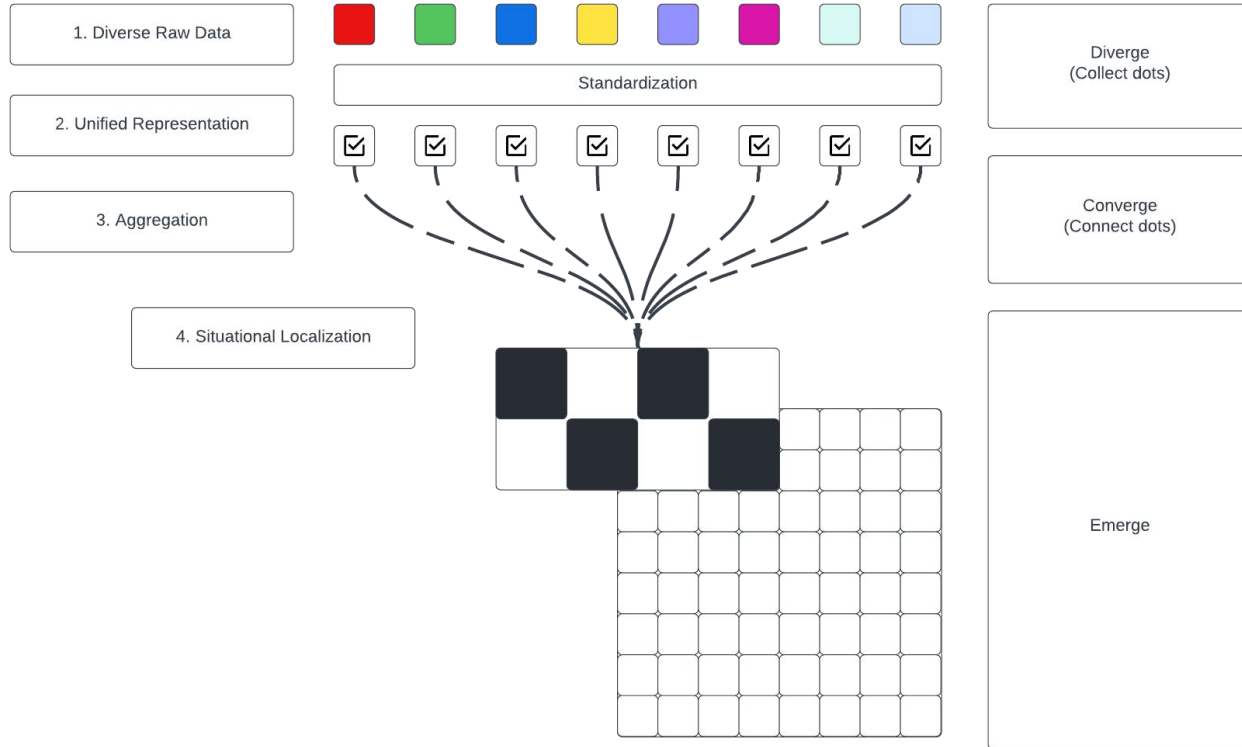 1. Diverse Raw Data
Standardization
Diverge
(Collect dots)
2. Unified Representation
3. Aggregation
Converge
(Connect dots)
4. Situational Localization
Emerge